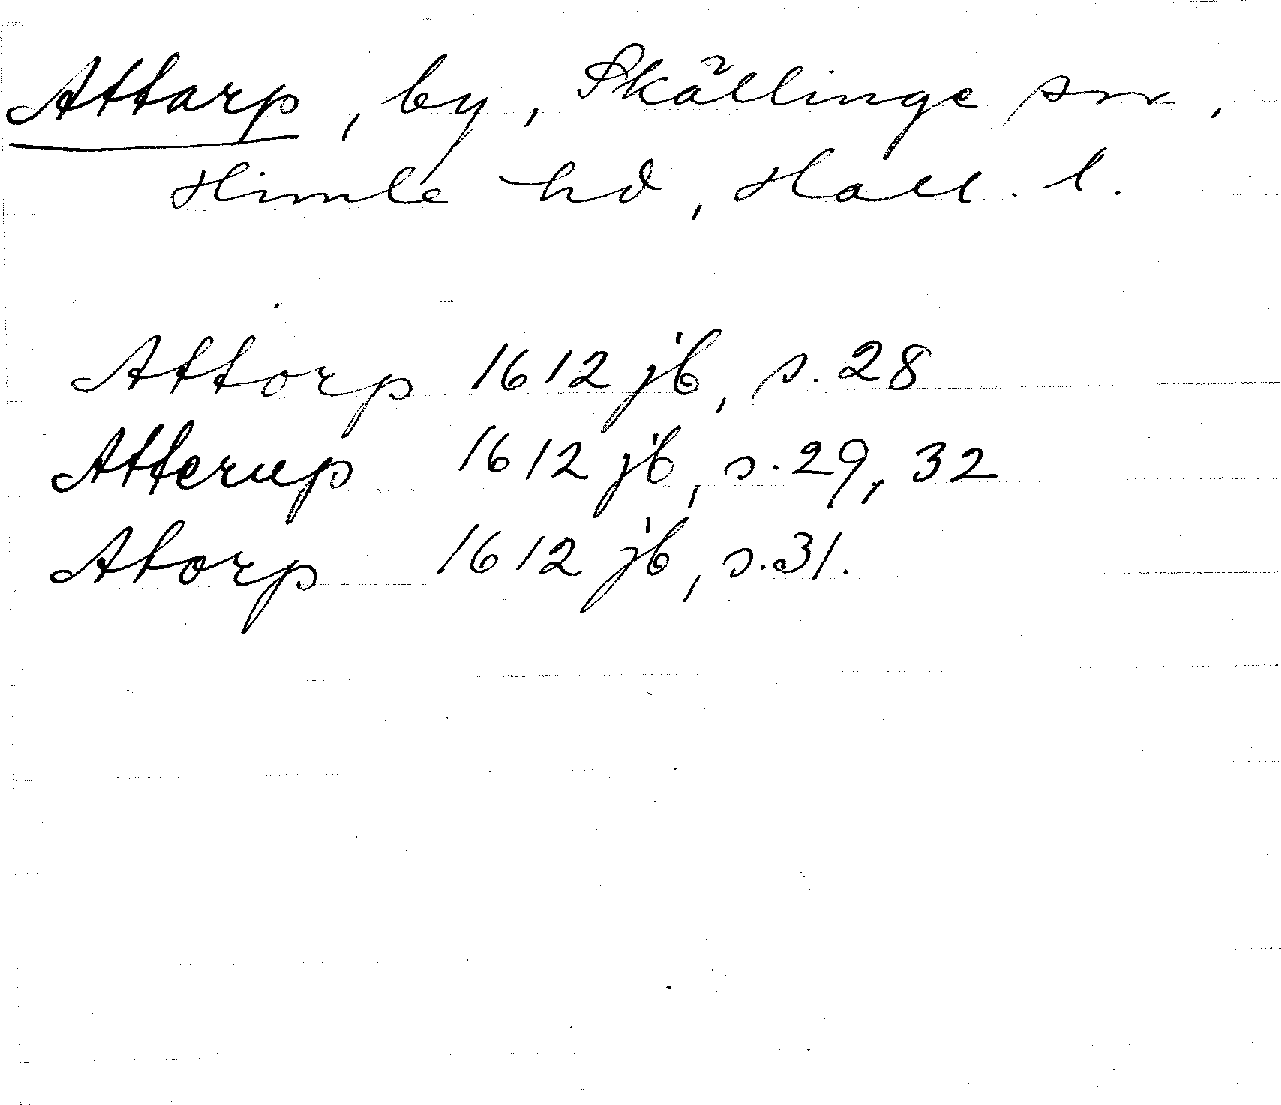 Attarp, by, Skällinge sn,
Himle hd, Hall. l.
Attorp 1612 jb, s. 28
Atterup 1612 jb, s. 29, 32
Atorp 1612 jb, s. 31.